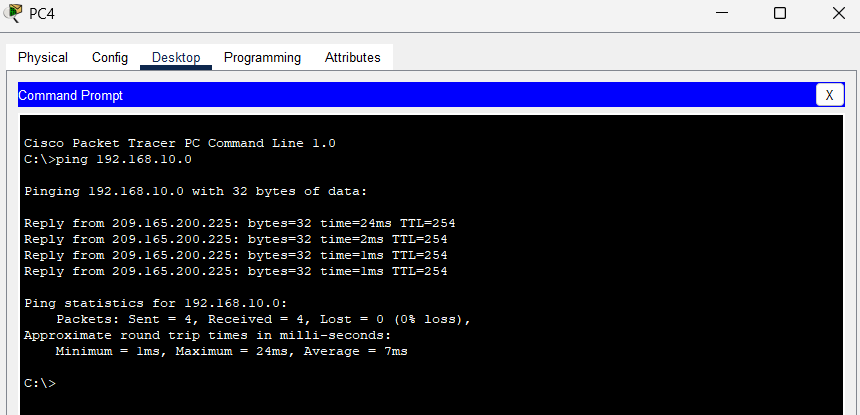 PC4
Physical Config Desktop Programming Attributes
Command Prompt X
Cisco Packet Tracer PC Command Line 1.0
C:\>ping 192.168.10.0
Pinging 192.168.10.0 with 32 bytes of data:
Reply from 209.165.200.225: bytes=32 time=24ms TTL=254
Reply from 209.165.200.225: bytes=32 time=2ms TTL=254
Reply from 209.165.200.225: bytes=32 time=1ms TTL=254
Reply from 209.165.200.225: bytes=32 time=1ms TTL=254
Ping statistics for 192.168.10.0:
Packets: Sent = 4, Received = 4, Lost = 0 (0% loss),
Approximate round trip times in milli-seconds:
Minimum = 1ms, Maximum = 24ms, Average = 7ms
C:\>